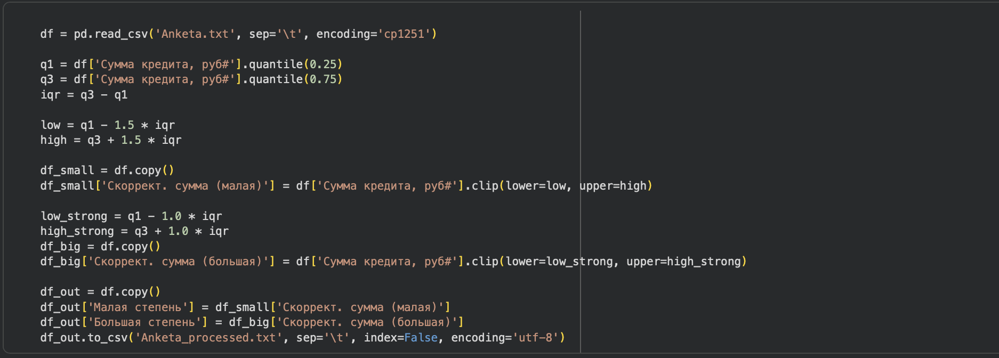 df = pd.read_csv('Anketa.txt', sep='\t', encoding='cp1251')
q1 = df['Сумма кредита, руб#'].quantile(0.25)
q3 = df['Сумма кредита, руб#'].quantile(0.75)
iqr = q3 - q1
low = q1 - 1.5 * iqr
high = q3 + 1.5 * iqr
df_small = df.copy()
df_small['Скоррект. сумма (малая)'] = df['Сумма кредита, руб#'].clip(lower=low, upper=high)
low_strong = q1 - 1.0 * iqr
high_strong = q3 + 1.0 * iqr
df_big = df.copy()
df_big['Скоррект. сумма (большая)'] = df['Сумма кредита, руб#'].clip(lower=low_strong, upper=high_strong)
df_out = df.copy()
df_out['Малая степень'] = df_small['Скоррект. сумма (малая)']
df_out['Большая степень'] = df_big['Скоррект. сумма (большая)']
df_out.to_csv('Anketa_processed.txt', sep='\t', index=False, encoding='utf-8')